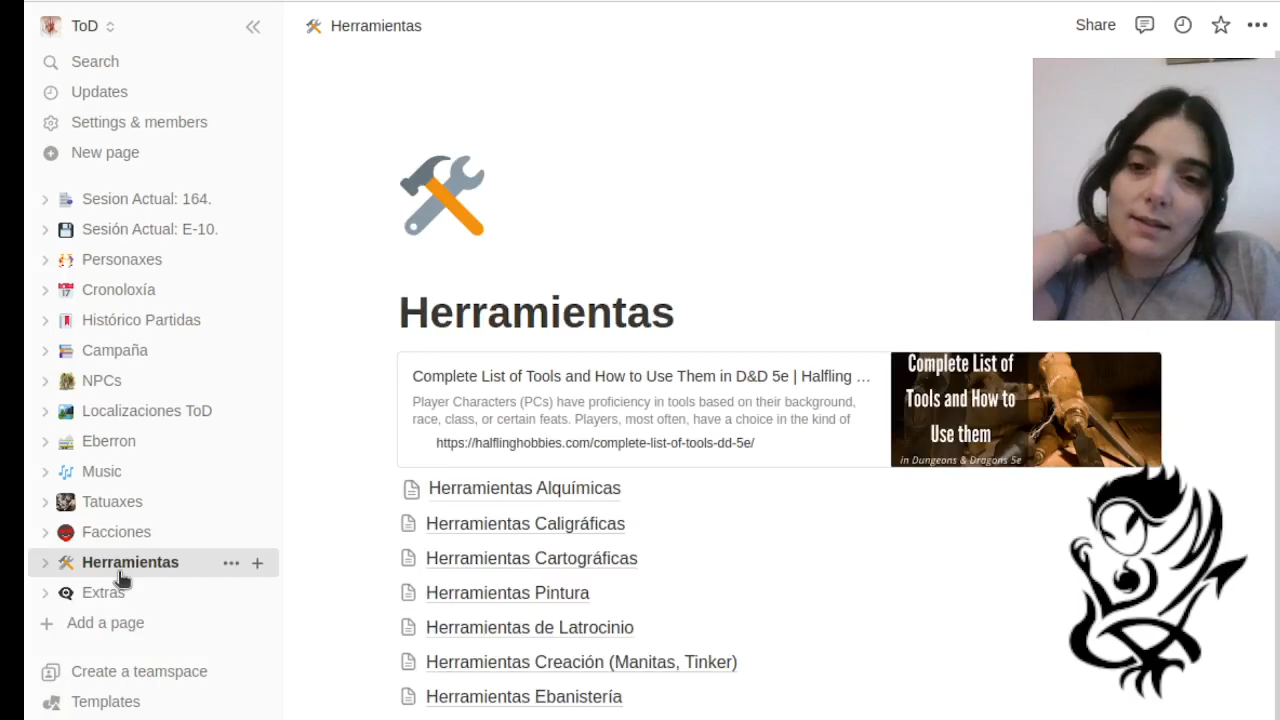 ToD
Search
Updates
Settings & members
New page
Sesion Actual: 164.
Sesión Actual: E-10.
Personaxes
Cronoloxía
Histórico Partidas
Campaña
NPCs
Localizaciones ToD
Eberron
Music
Tatuaxes
Facciones
Herramientas
Extras
Add a page
Create a teamspace
Templates
Herramientas
Share
Herramientas
Complete List of Tools and How to Use Them in D&D 5e | Halfling …
Player Characters (PCs) have proficiency in tools based on their background,
race, class, or certain feats. Players, most often, have a choice in the kind of
https://halflinghobbies.com/complete-list-of-tools-dd-5e/
Complete List of
Tools and How to
Use them
in Dungeons & Dragons 5e
Herramientas Alquímicas
Herramientas Caligráficas
Herramientas Cartográficas
Herramientas Pintura
Herramientas de Latrocinio
Herramientas Creación (Manitas, Tinker)
Herramientas Ebanistería